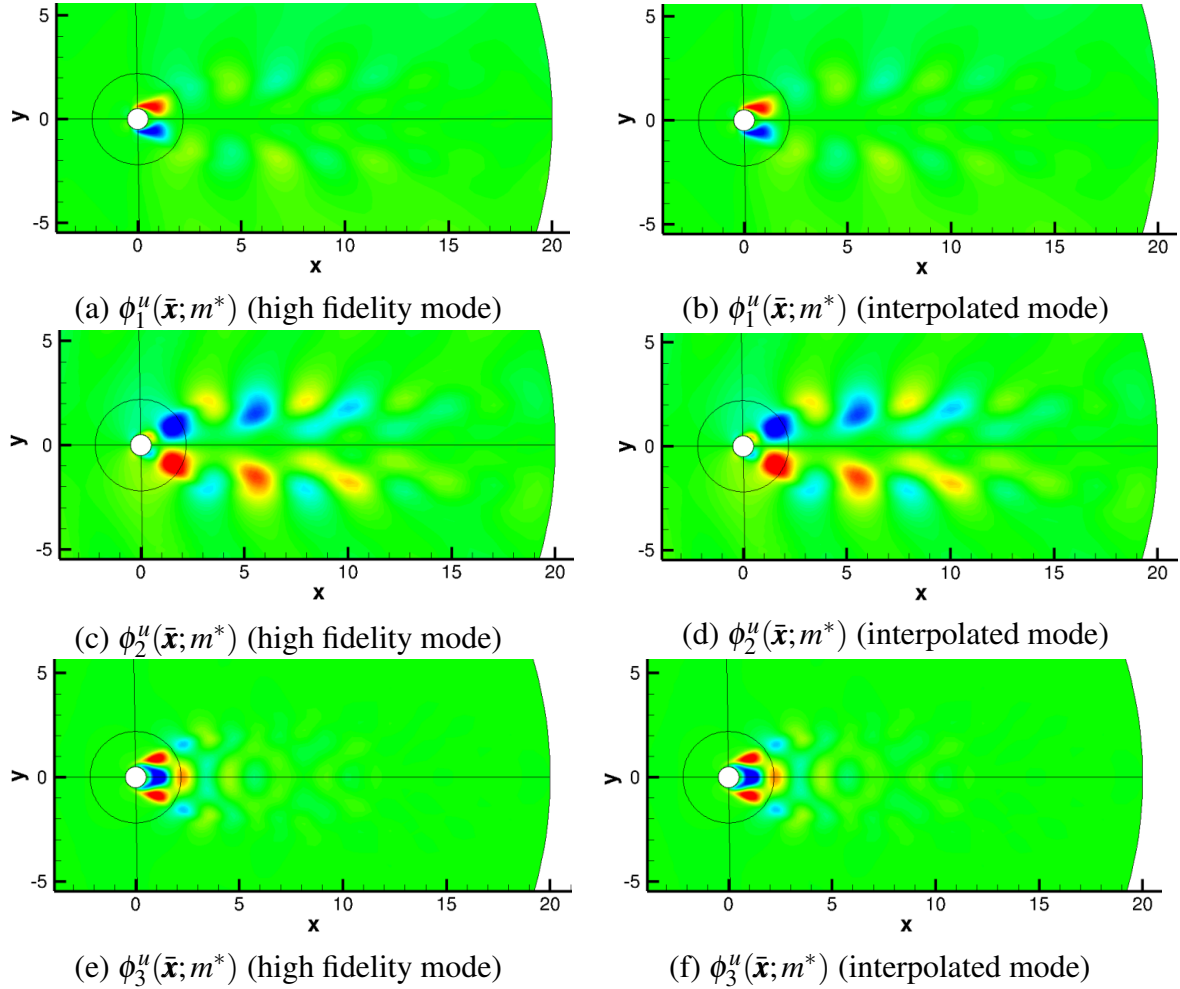 5
0
-5
y
0 5 10 15 20
x
(a) ϕ₁ᵘ(x̄; m*) (high fidelity mode)
5
0
-5
y
0 5 10 15 20
x
(b) ϕ₁ᵘ(x̄; m*) (interpolated mode)
5
0
-5
y
0 5 10 15 20
x
(c) ϕ₂ᵘ(x̄; m*) (high fidelity mode)
5
0
-5
y
0 5 10 15 20
x
(d) ϕ₂ᵘ(x̄; m*) (interpolated mode)
5
0
-5
y
0 5 10 15 20
x
(e) ϕ₃ᵘ(x̄; m*) (high fidelity mode)
5
0
-5
y
0 5 10 15 20
x
(f) ϕ₃ᵘ(x̄; m*) (interpolated mode)